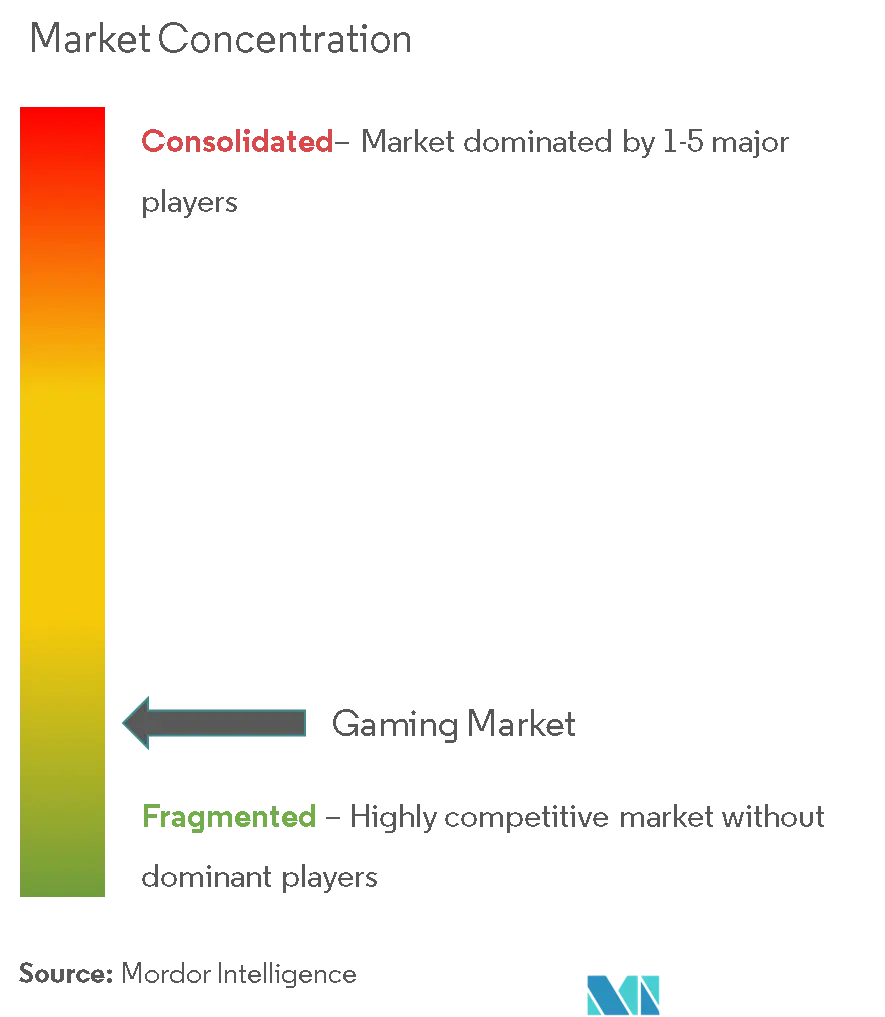 Market Concentration
Consolidated– Market dominated by 1-5 major
players
Gaming Market
Fragmented – Highly competitive market without
dominant players
Source: Mordor Intelligence